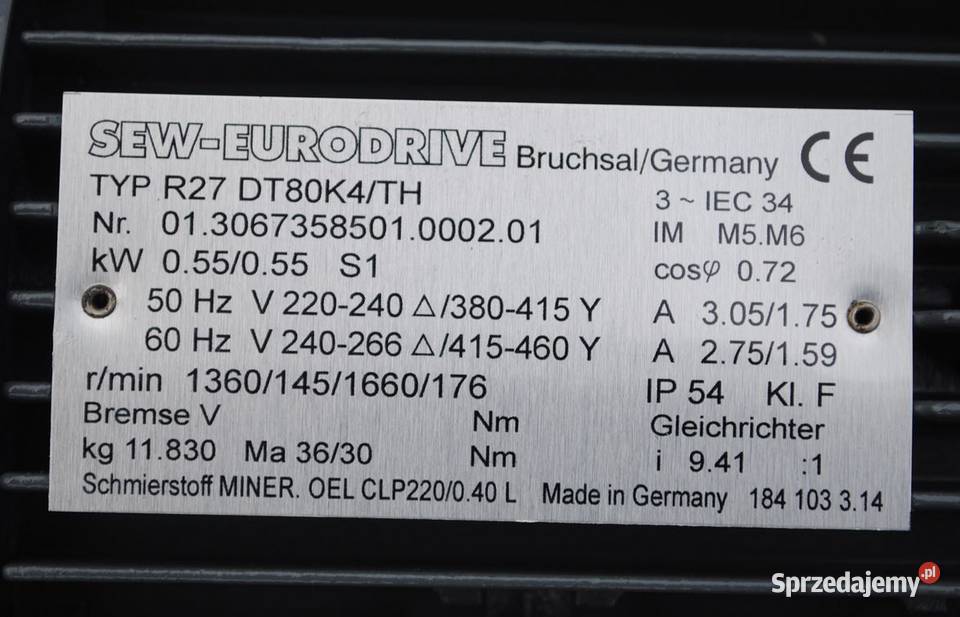 SEW-EURODRIVE Bruchsal/Germany CE
TYP R27 DT80K4/TH 3 ~ IEC 34
Nr. 01.3067358501.0002.01 IM M5.M6
kW 0.55/0.55 S1 cosφ 0.72
50 Hz V 220-240 △/380-415 Y A 3.05/1.75
60 Hz V 240-266 △/415-460 Y A 2.75/1.59
r/min 1360/145/1660/176 IP 54 Kl. F
Bremse V Nm Gleichrichter
kg 11.830 Ma 36/30 Nm i 9.41 :1
Schmierstoff MINER. OEL CLP220/0.40 L Made in Germany 184 103 3.14
Sprzedajemy.pl